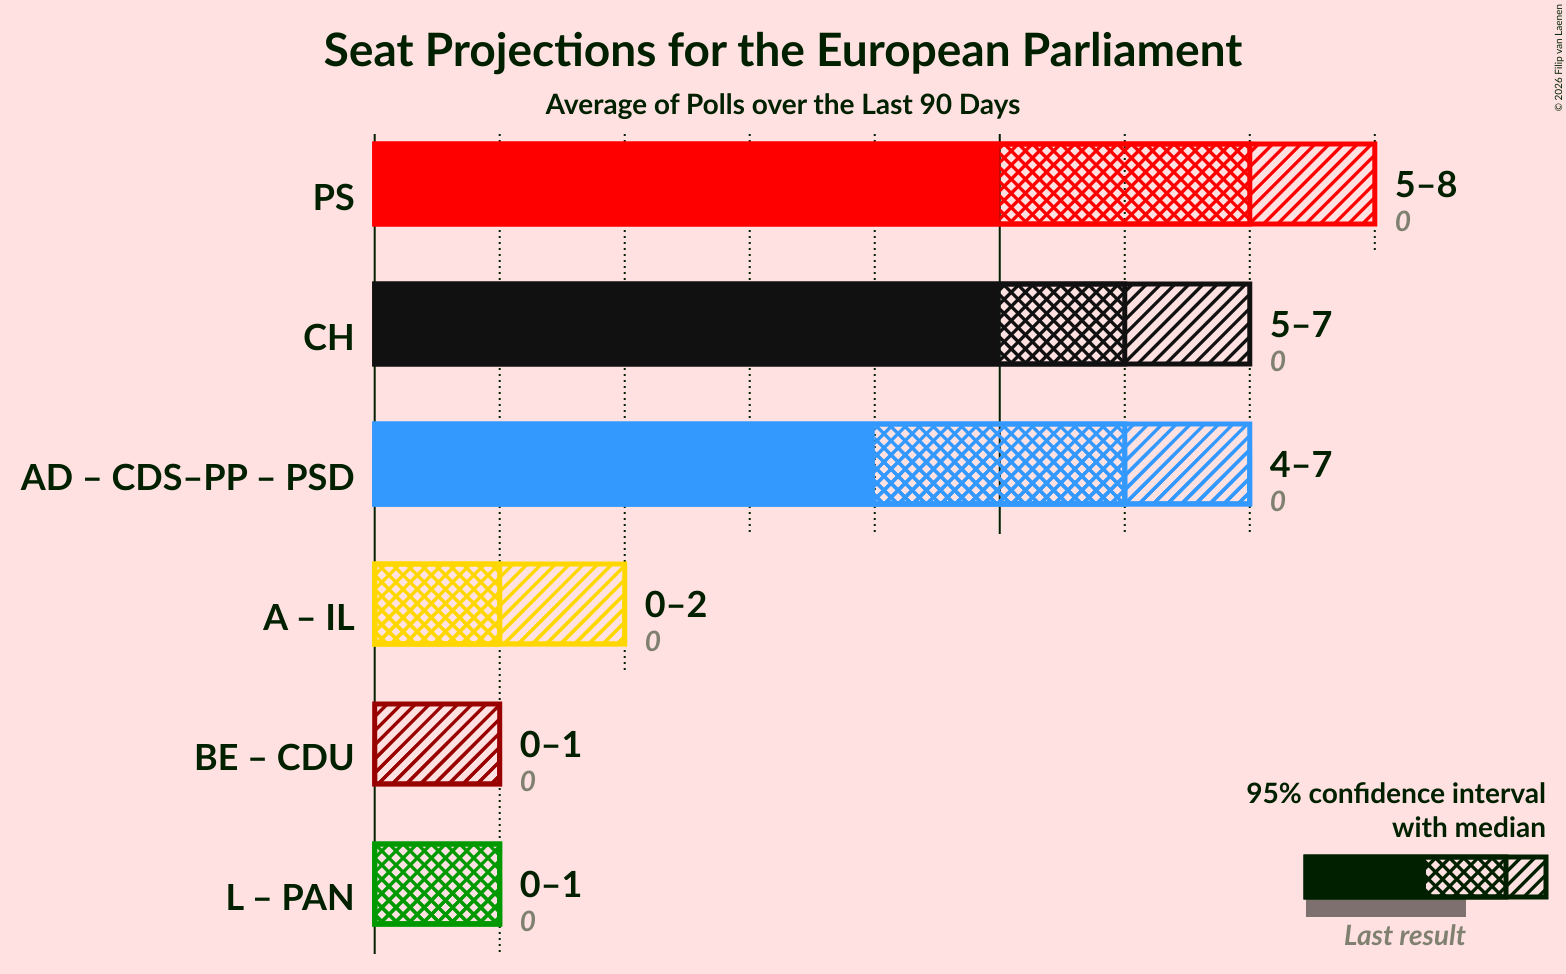 Seat Projections for the European Parliament
Average of Polls over the Last 90 Days
© 2026 Filip van Laenen
PS
5–8
0
CH
5–7
0
AD – CDS–PP – PSD
4–7
0
A – IL
0–2
0
BE – CDU
0–1
0
L – PAN
0–1
0
95% confidence interval
with median
Last result